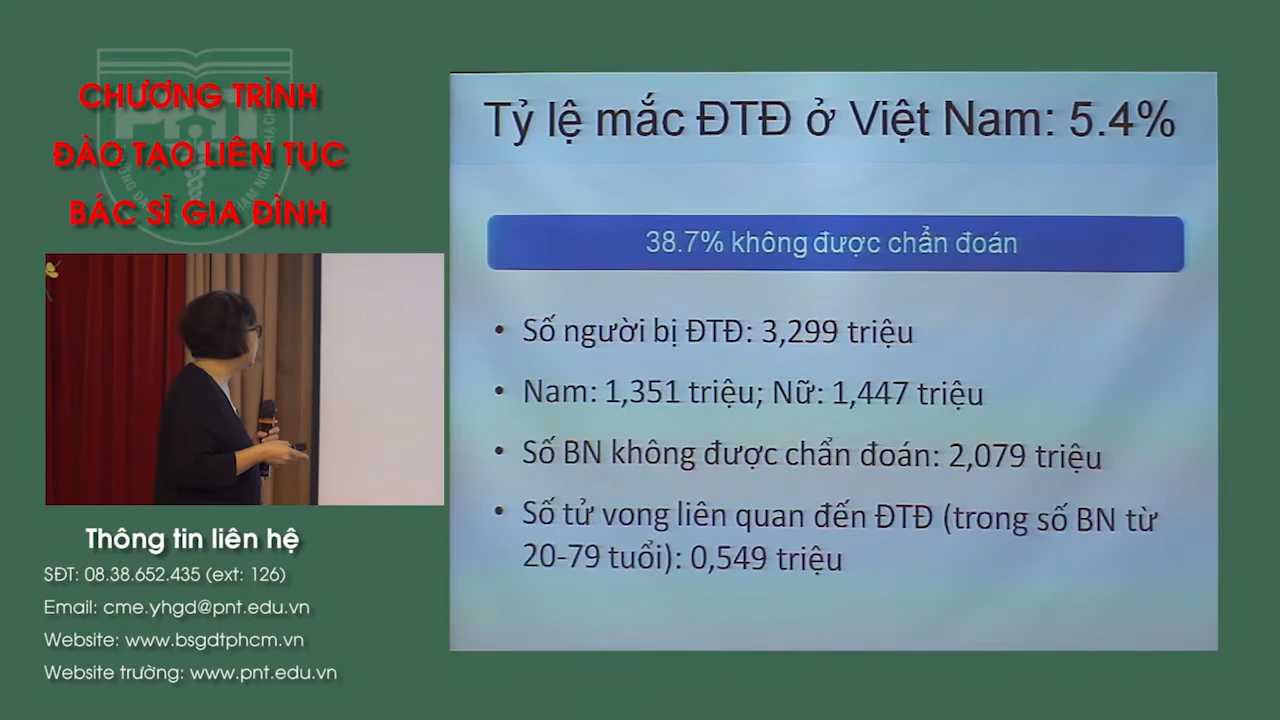 CHƯƠNG TRÌNH
ĐÀO TẠO LIÊN TỤC
BÁC SĨ GIA ĐÌNH
Thông tin liên hệ
SĐT: 08.38.652.435 (ext: 126)
Email: cme.yhgd@pnt.edu.vn
Website: www.bsgdtphcm.vn
Website trường: www.pnt.edu.vn
Tỷ lệ mắc ĐTĐ ở Việt Nam: 5.4%
38.7% không được chẩn đoán
• Số người bị ĐTĐ: 3,299 triệu
• Nam: 1,351 triệu; Nữ: 1,447 triệu
• Số BN không được chẩn đoán: 2,079 triệu
• Số tử vong liên quan đến ĐTĐ (trong số BN từ
20-79 tuổi): 0,549 triệu